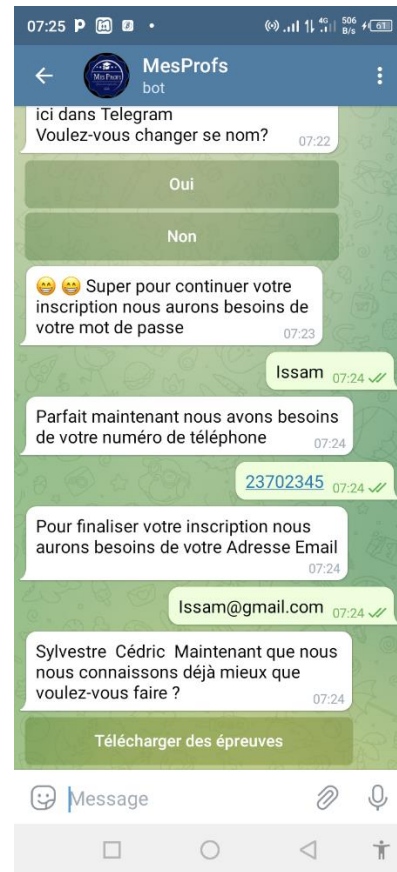 07:25
4G
506
B/s
61
MesProfs
bot
ici dans Telegram
Voulez-vous changer se nom?
07:22
Oui
Non
😁 😁 Super pour continuer votre
inscription nous aurons besoins de
votre mot de passe
07:23
Issam 07:24
Parfait maintenant nous avons besoins
de votre numéro de téléphone
07:24
23702345 07:24
Pour finaliser votre inscription nous
aurons besoins de votre Adresse Email
07:24
Issam@gmail.com 07:24
Sylvestre Cédric Maintenant que nous
nous connaissons déjà mieux que
voulez-vous faire ?
07:24
Télécharger des épreuves
Message